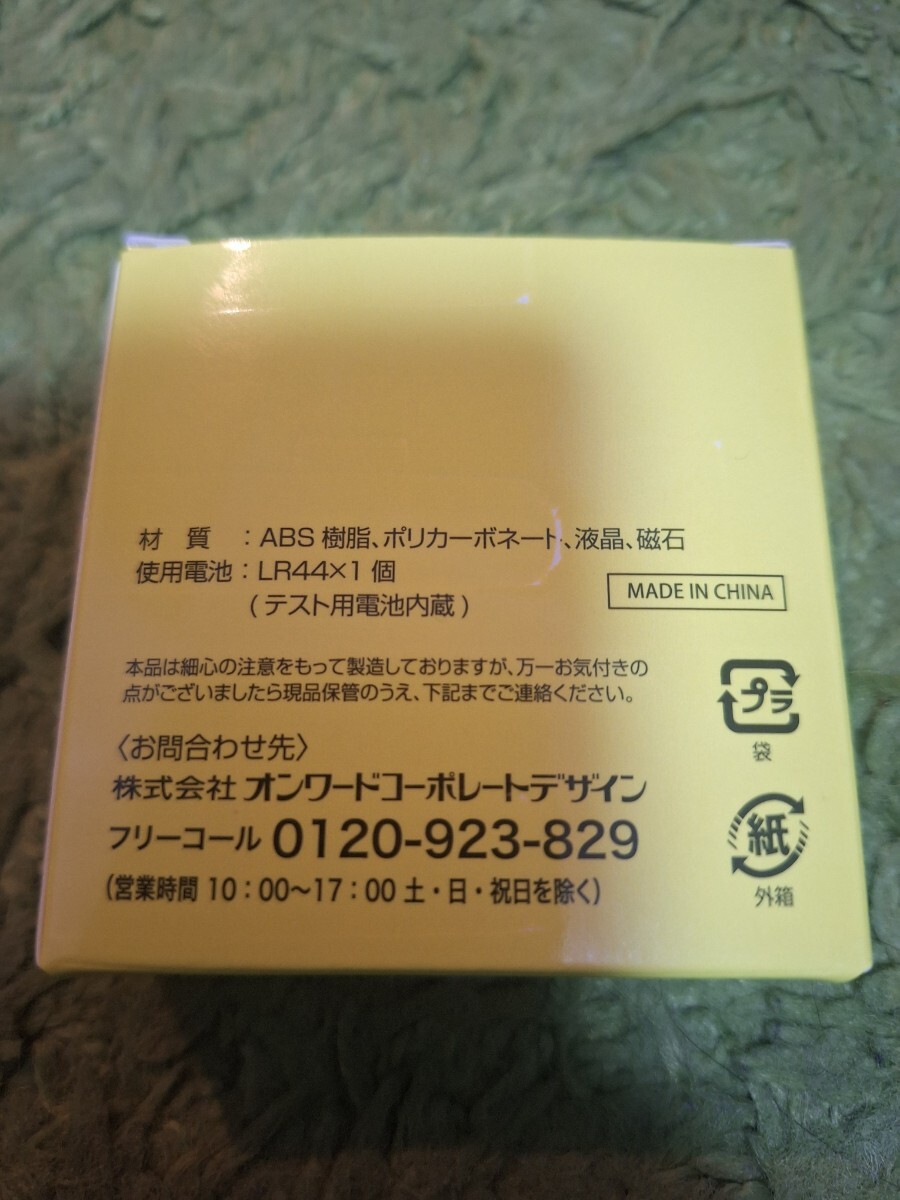 材　質　：ABS 樹脂、ポリカーボネート、液晶、磁石
使用電池：LR44×1 個
(テスト用電池内蔵)
MADE IN CHINA
本品は細心の注意をもって製造しておりますが、万一お気付きの
点がございましたら現品保管のうえ、下記までご連絡ください。
プラ
袋
〈お問合わせ先〉
株式会社 オンワードコーポレートデザイン
フリーコール 0120-923-829
(営業時間 10：00～17：00 土・日・祝日を除く)
紙
外箱